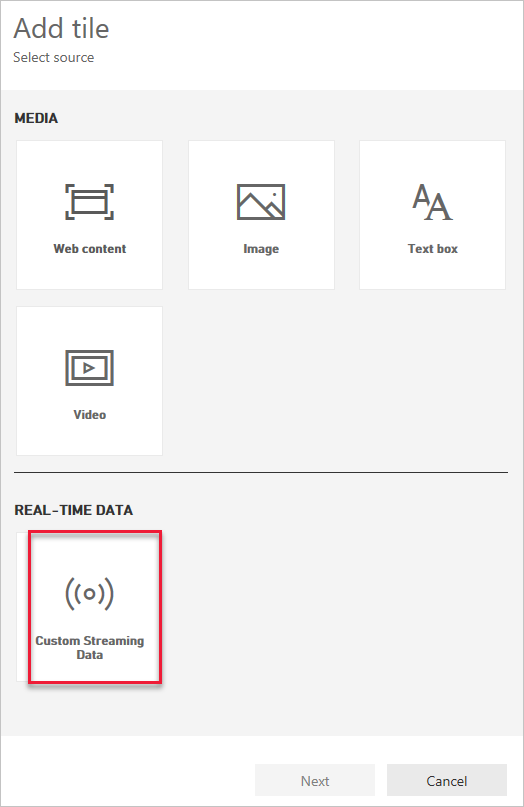 Add tile
Select source
MEDIA
Web content
Image
Text box
Video
REAL-TIME DATA
Custom Streaming
Data
Next
Cancel